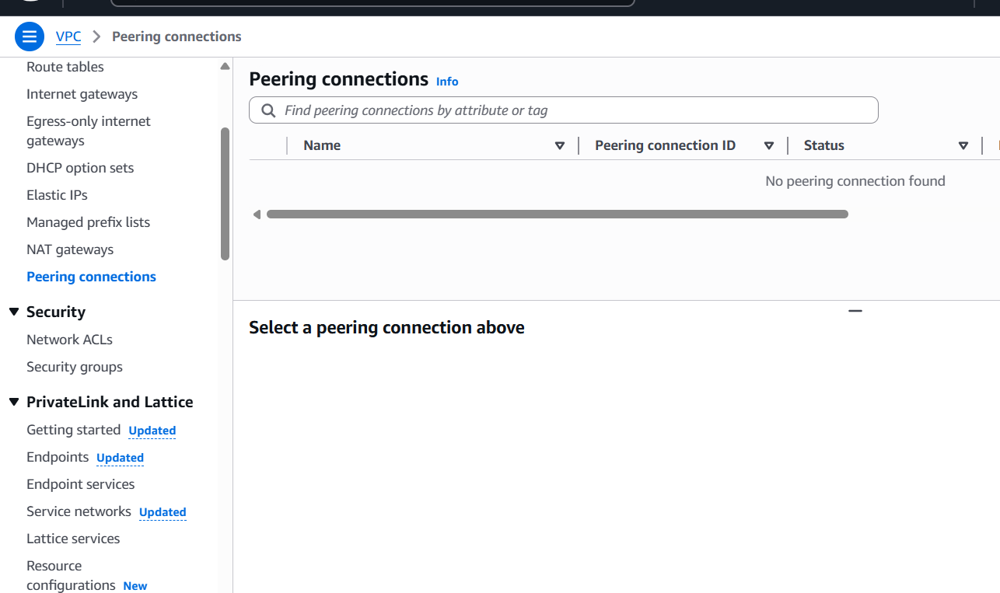 VPC
Peering connections
Route tables
Internet gateways
Egress-only internet
gateways
DHCP option sets
Elastic IPs
Managed prefix lists
NAT gateways
Peering connections
Security
Network ACLs
Security groups
PrivateLink and Lattice
Getting started Updated
Endpoints Updated
Endpoint services
Service networks Updated
Lattice services
Resource
configurations New
Peering connections Info
Find peering connections by attribute or tag
Name Peering connection ID Status
No peering connection found
Select a peering connection above